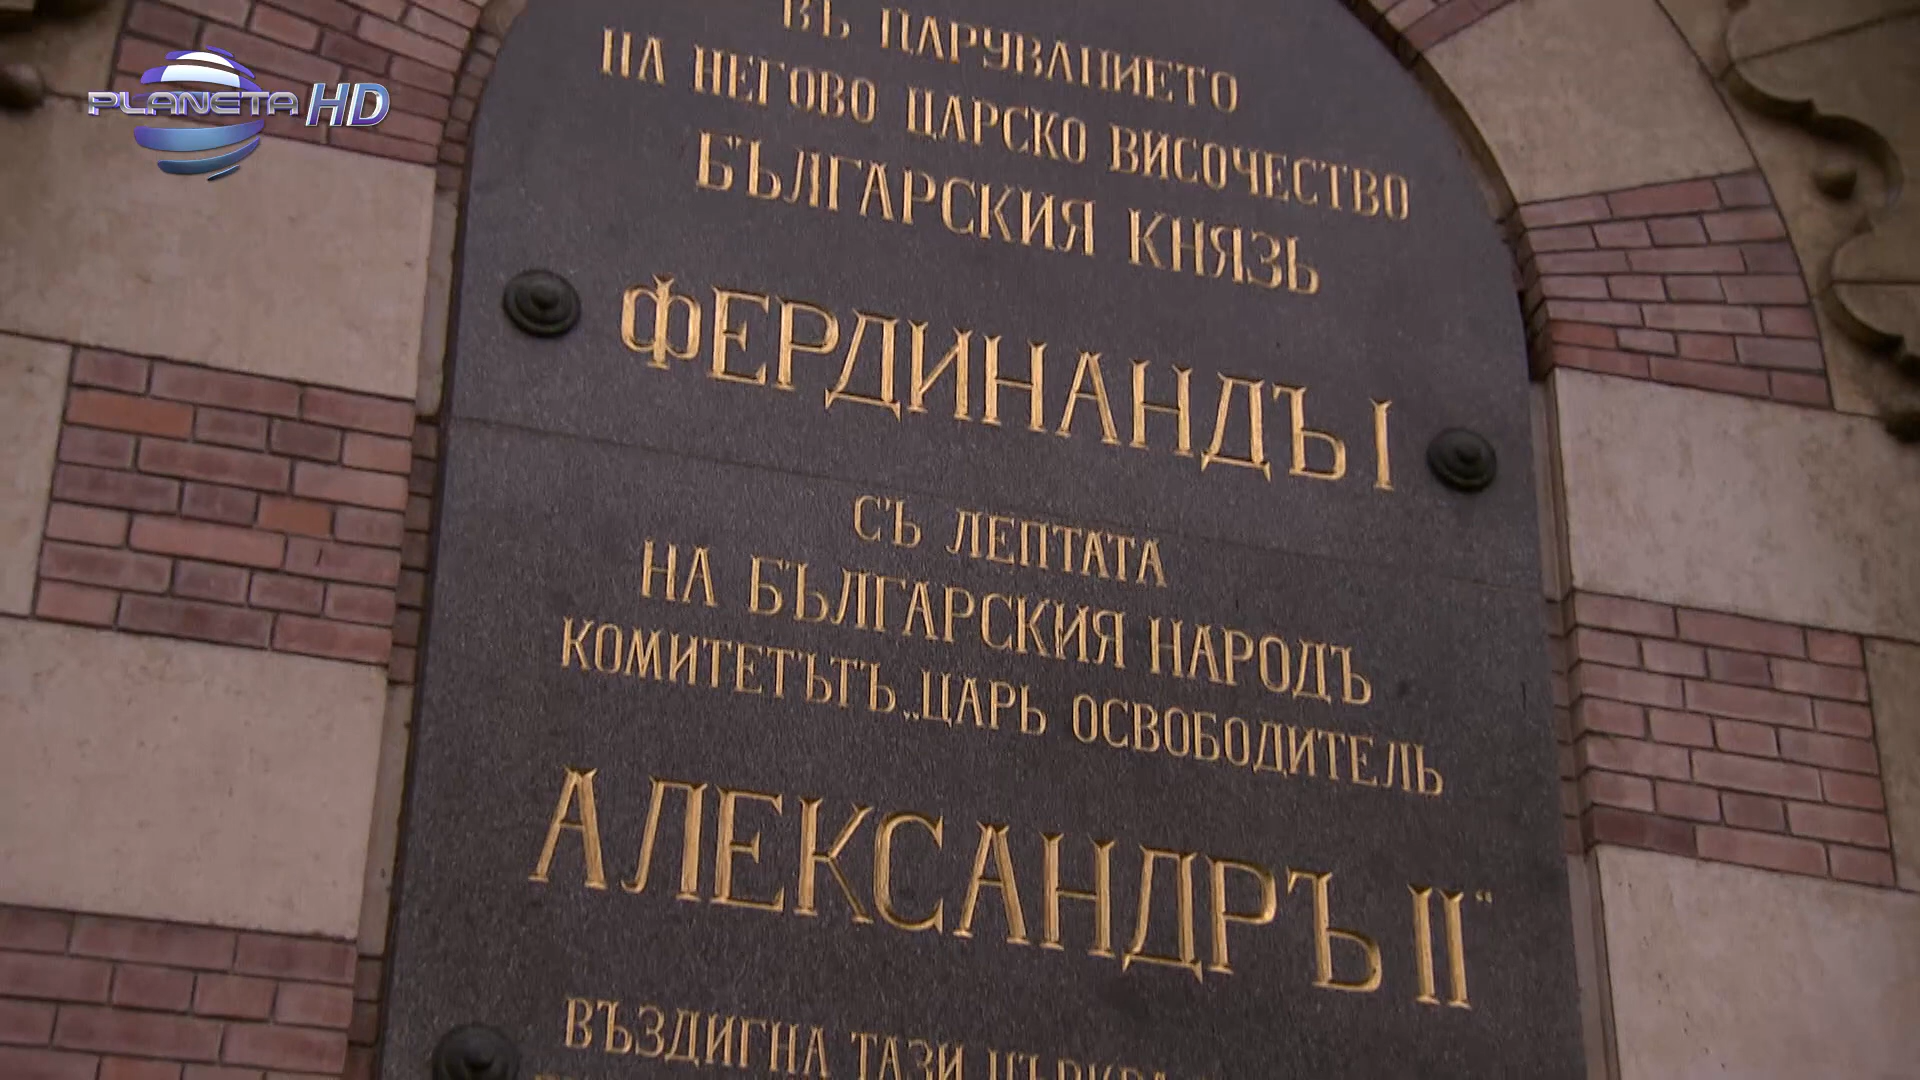 PLANETA HD
ВЪ ЦАРУВАНИЕТО
НА НЕГОВО ЦАРСКО ВИСОЧЕСТВО
БЪЛГАРСКИЯ КНЯЗЬ
ФЕРДИНАНДЪ I
СЪ ЛЕПТАТА
НА БЪЛГАРСКИЯ НАРОДЪ
КОМИТЕТЪТЪ „ЦАРЬ ОСВОБОДИТЕЛЬ
АЛЕКСАНДРЪ II“
ВЪЗДИГНА ТАЗИ ЦЪРКВА